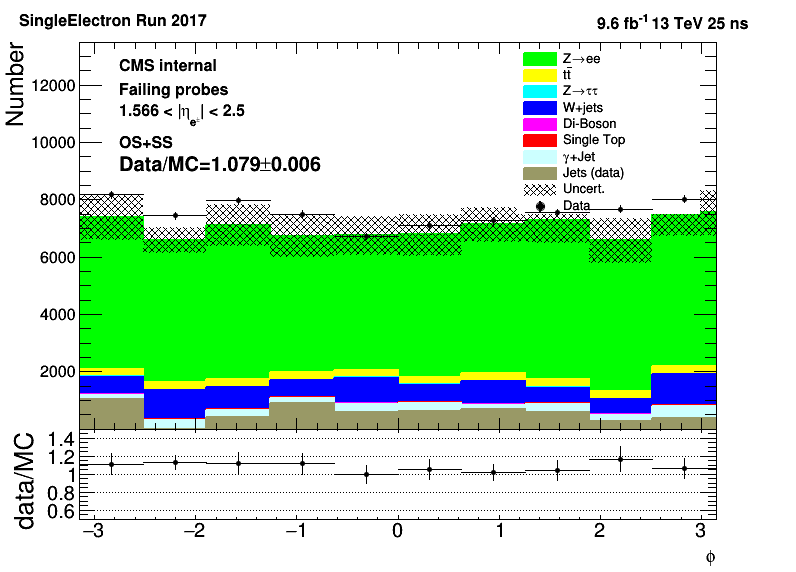 SingleElectron Run 2017
9.6 fb⁻¹ 13 TeV 25 ns
Number
CMS internal
Failing probes
1.566 < |ηe±| < 2.5
OS+SS
Data/MC=1.079±0.006
Z→ee
tt̄
Z→ττ
W+jets
Di-Boson
Single Top
γ+Jet
Jets (data)
Uncert.
Data
12000
10000
8000
6000
4000
2000
data/MC
1.4
1.2
1
0.8
0.6
−3 −2 −1 0 1 2 3
ϕ